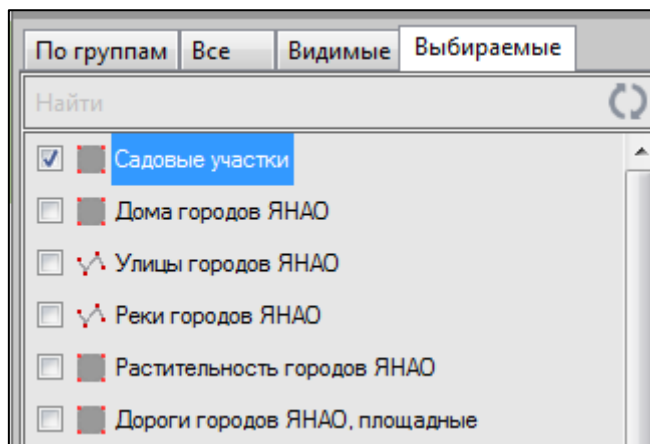 По группам Все Видимые Выбираемые
Найти
Садовые участки
Дома городов ЯНАО
Улицы городов ЯНАО
Реки городов ЯНАО
Растительность городов ЯНАО
Дороги городов ЯНАО, площадные